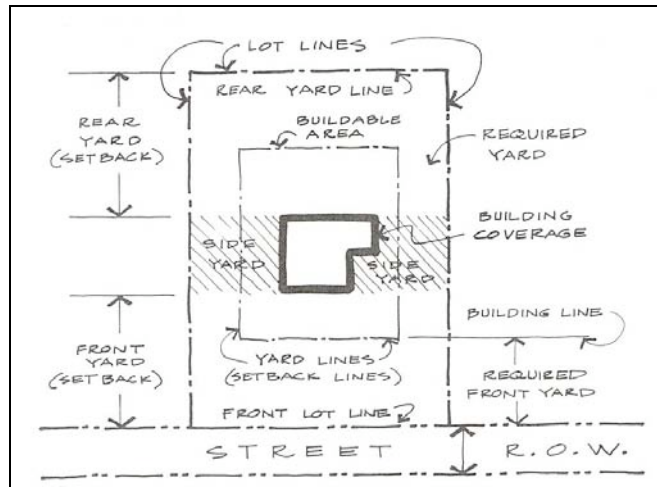 LOT LINES
REAR YARD LINE
BUILDABLE
AREA
REAR
YARD
(SETBACK)
REQUIRED
YARD
SIDE
YARD
SIDE
YARD
BUILDING
COVERAGE
BUILDING LINE
FRONT
YARD
(SETBACK)
YARD LINES
(SETBACK LINES)
REQUIRED
FRONT YARD
FRONT LOT LINE
STREET
R.O.W.